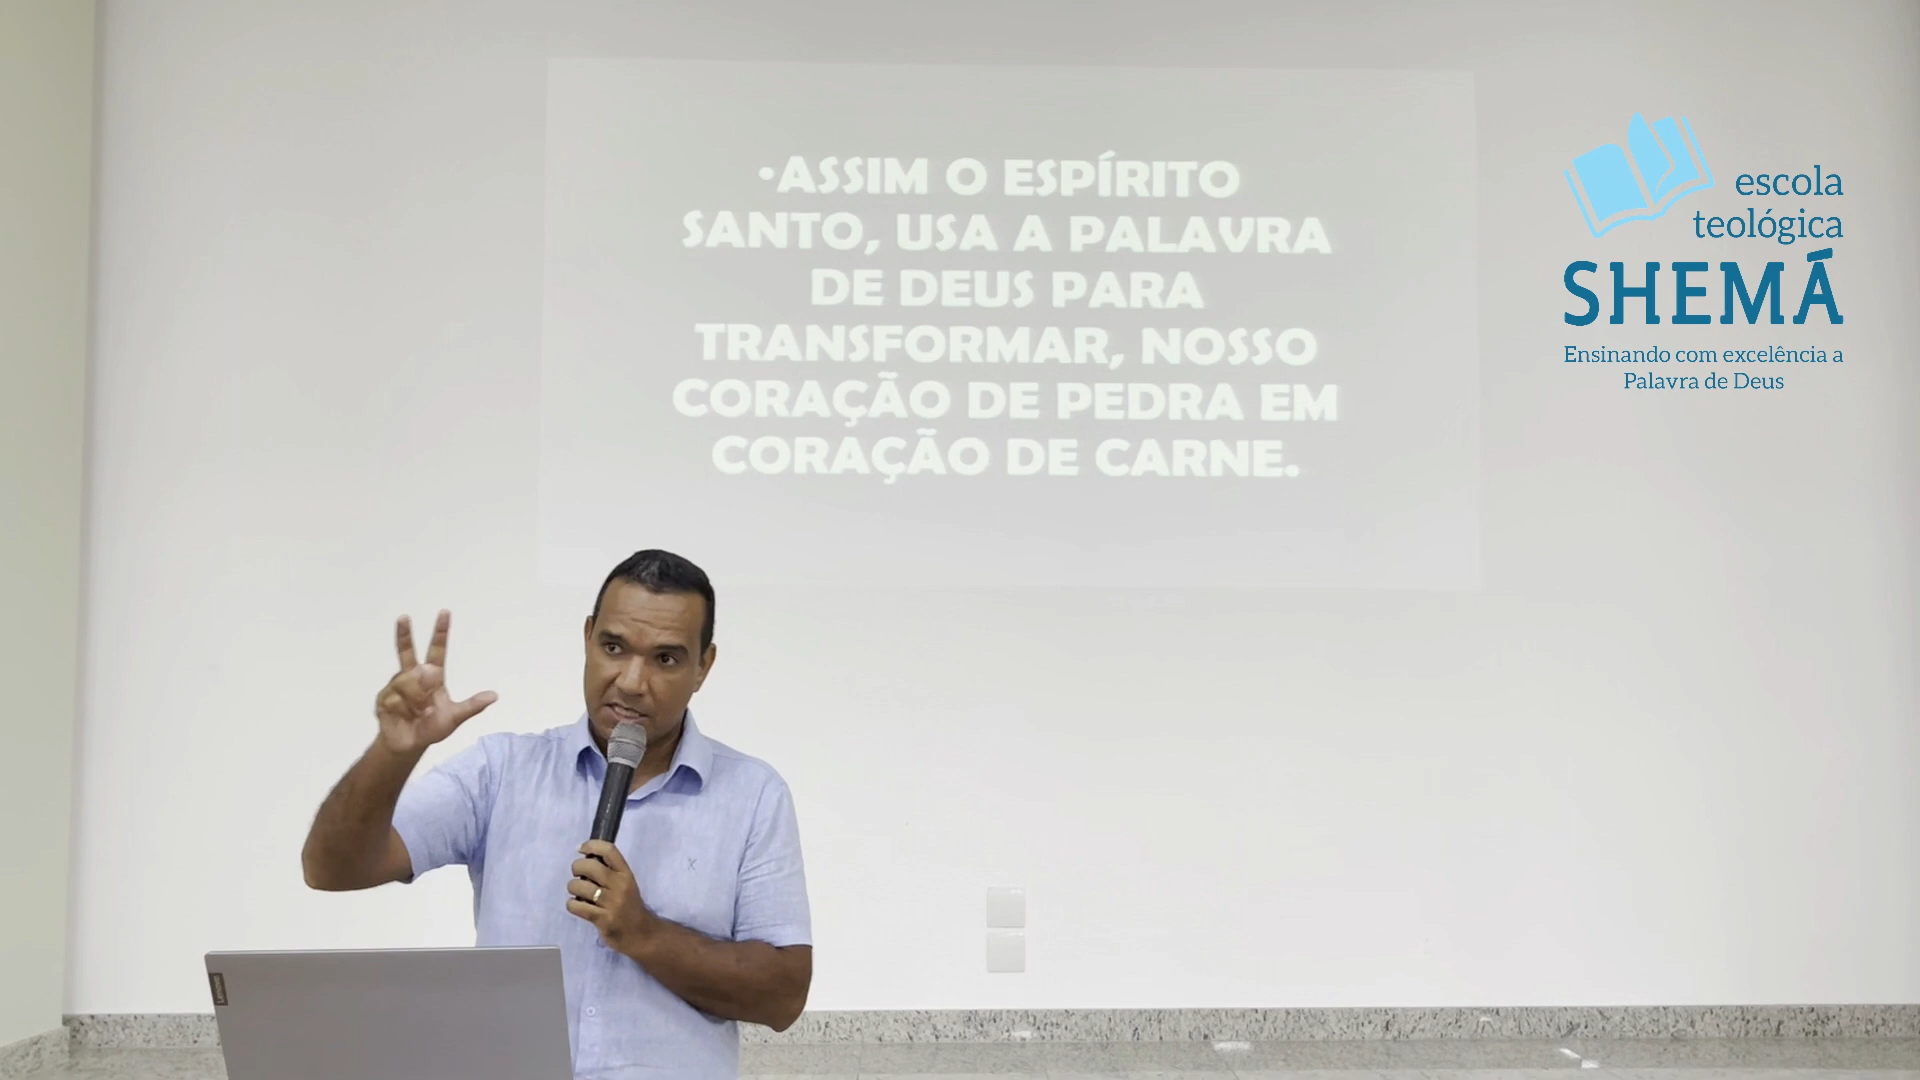 •ASSIM O ESPÍRITO
SANTO, USA A PALAVRA
DE DEUS PARA
TRANSFORMAR, NOSSO
CORAÇÃO DE PEDRA EM
CORAÇÃO DE CARNE.
escola
teológica
SHEMÁ
Ensinando com excelência a
Palavra de Deus
Lenovo